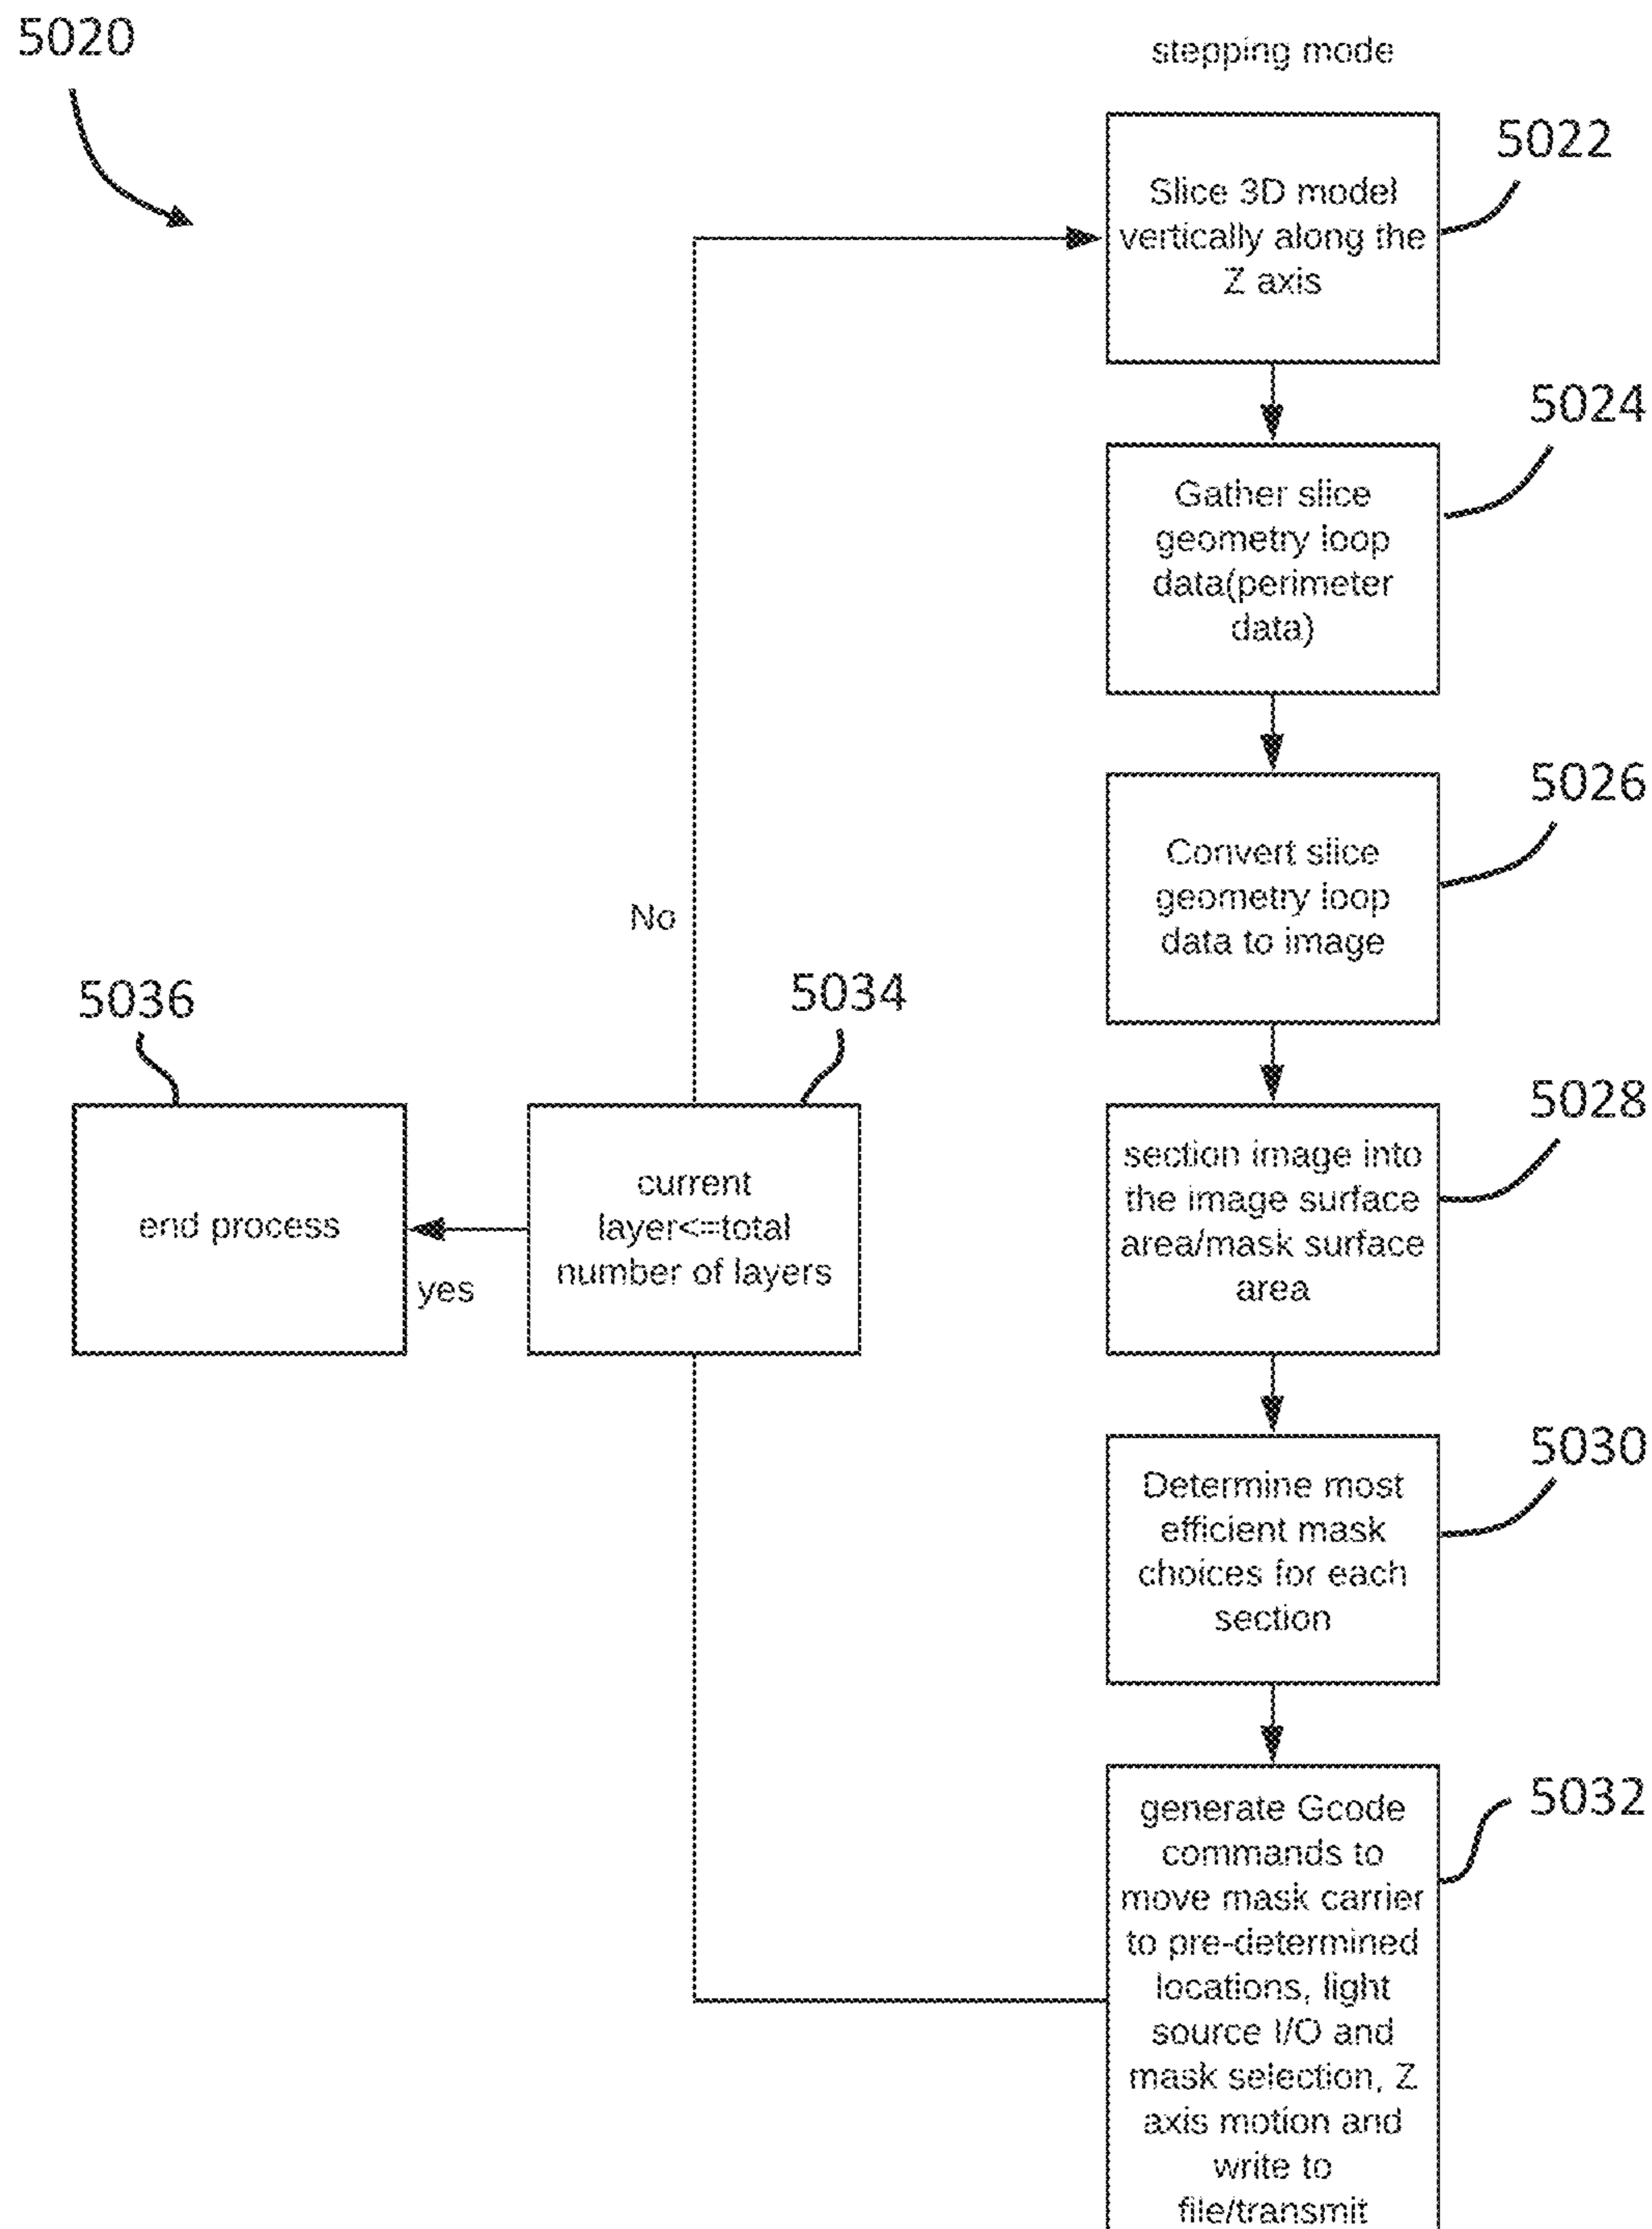 5020
stepping mode
5022
Slice 3D model
vertically along the
Z axis
5024
Gather slice
geometry loop
data(perimeter
data)
5026
Convert slice
geometry loop
data to image
No
5036
5034
5028
section image into
the image surface
area/mask surface
area
current
layer<=total
number of layers
end process
yes
5030
Determine most
efficient mask
choices for each
section
5032
generate Gcode
commands to
move mask carrier
to pre-determined
locations, light
source I/O and
mask selection, Z
axis motion and
write to
file/transmit